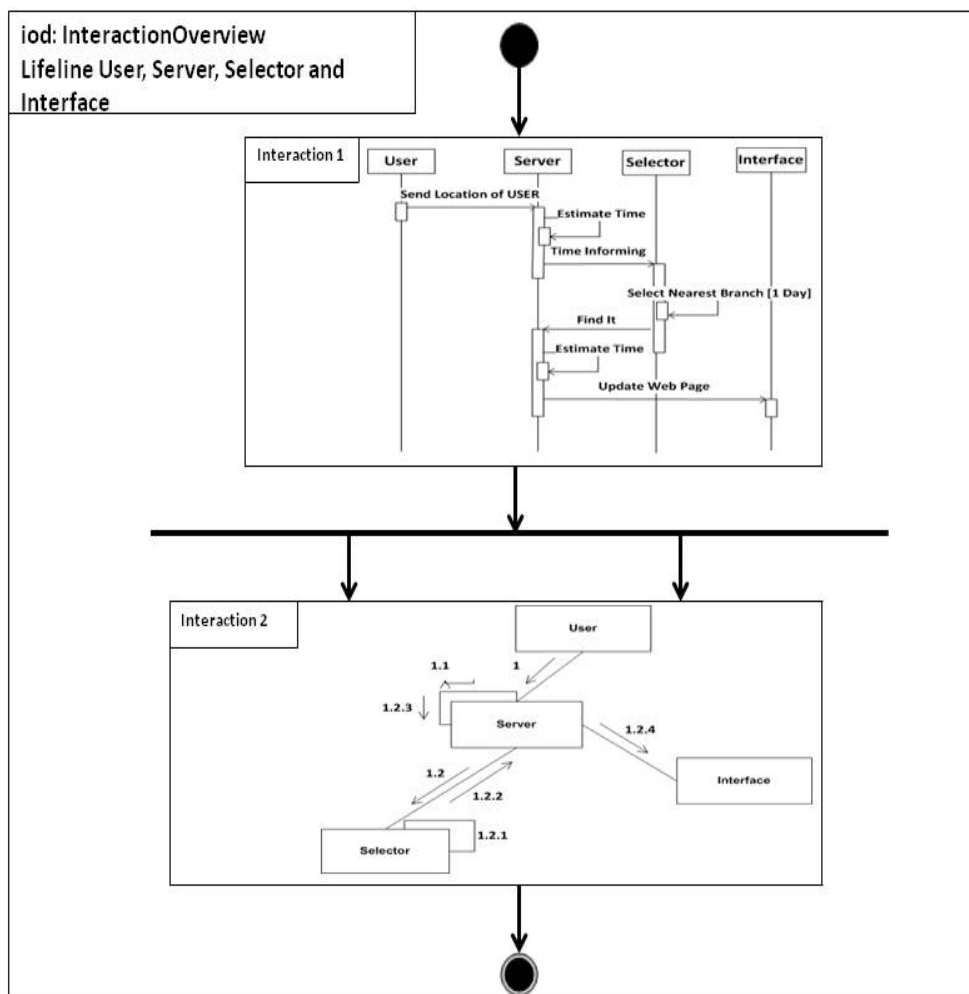 iod: InteractionOverview
Lifeline User, Server, Selector and
Interface
Interaction 1
User
Server
Selector
Interface
Send Location of USER
Estimate Time
Time Informing
Select Nearest Branch [1 Day]
Find It
Estimate Time
Update Web Page
Interaction 2
User
1.1
1
1.2.3
Server
1.2.4
1.2
Interface
1.2.2
1.2.1
Selector